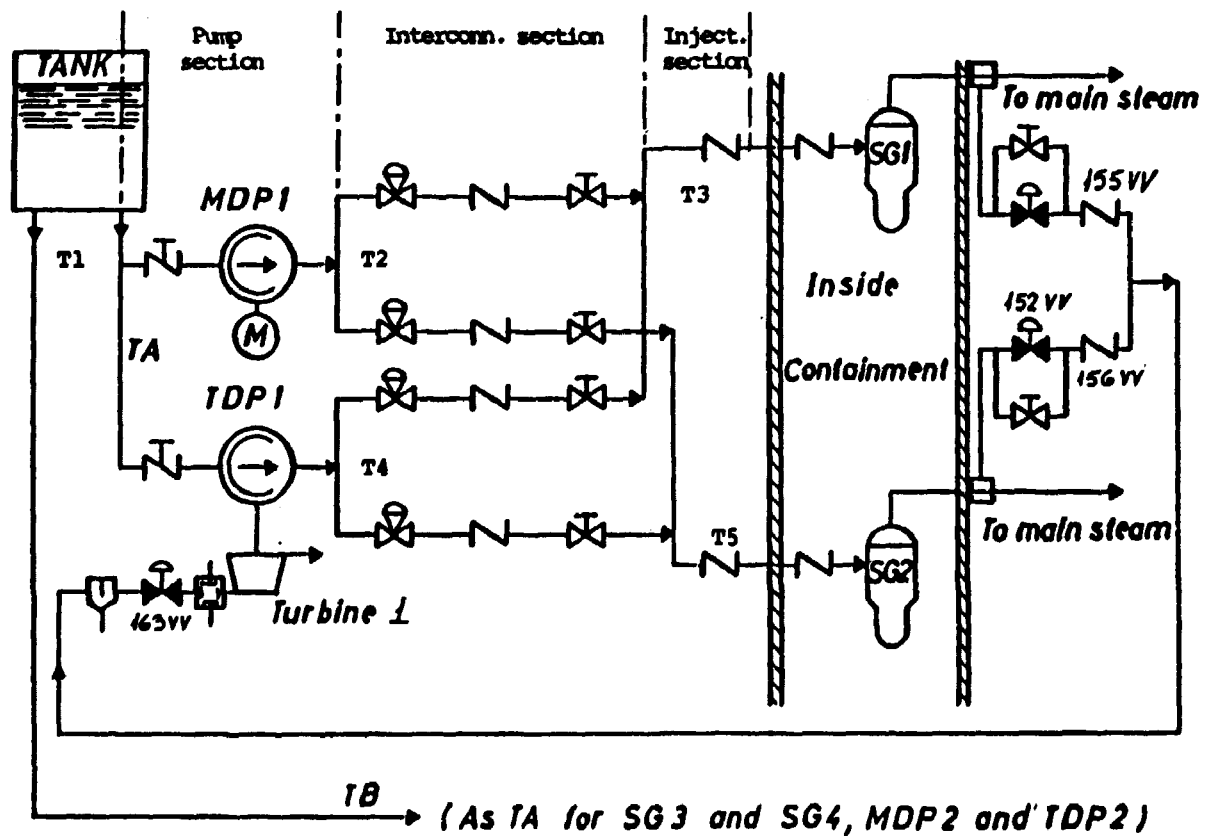 Pump section
Interconn. section
Inject. section
TANK
To main steam
SG1
155 VV
MDP1
T3
T1
T2
M
Inside
152 VV
TA
Containment
156 VV
TDP1
T4
To main steam
T5
SG2
163 VV
Turbine 1
TB
(As TA for SG3 and SG4, MDP2 and TDP2)